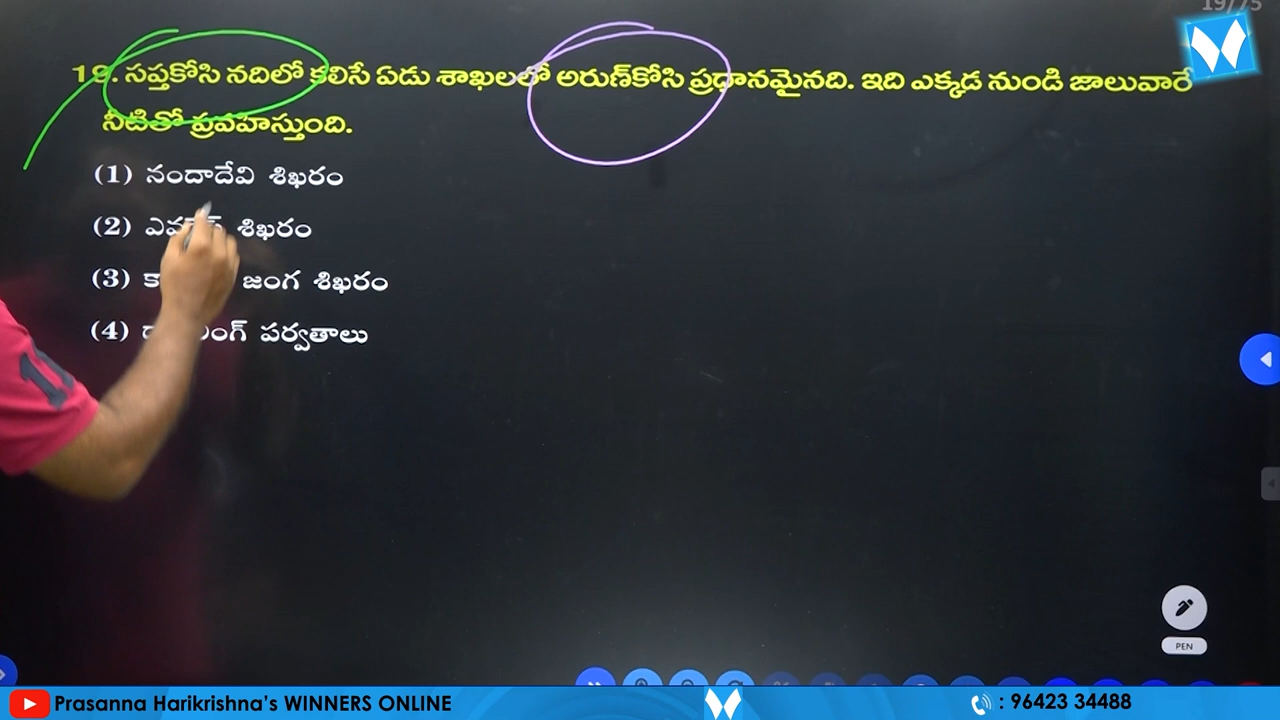 19/75
19. సప్తకోసి నదిలో కలిసే ఏడు శాఖలలో అరుణ్‌కోసి ప్రధానమైనది. ఇది ఎక్కడ నుండి జాలువారే
నీటితో ప్రవహిస్తుంది.
(1) నందాదేవి శిఖరం
(2) శిఖరం
(3) జంగ శిఖరం
(4) పర్వతాలు
PEN
Prasanna Harikrishna's WINNERS ONLINE
: 96423 34488